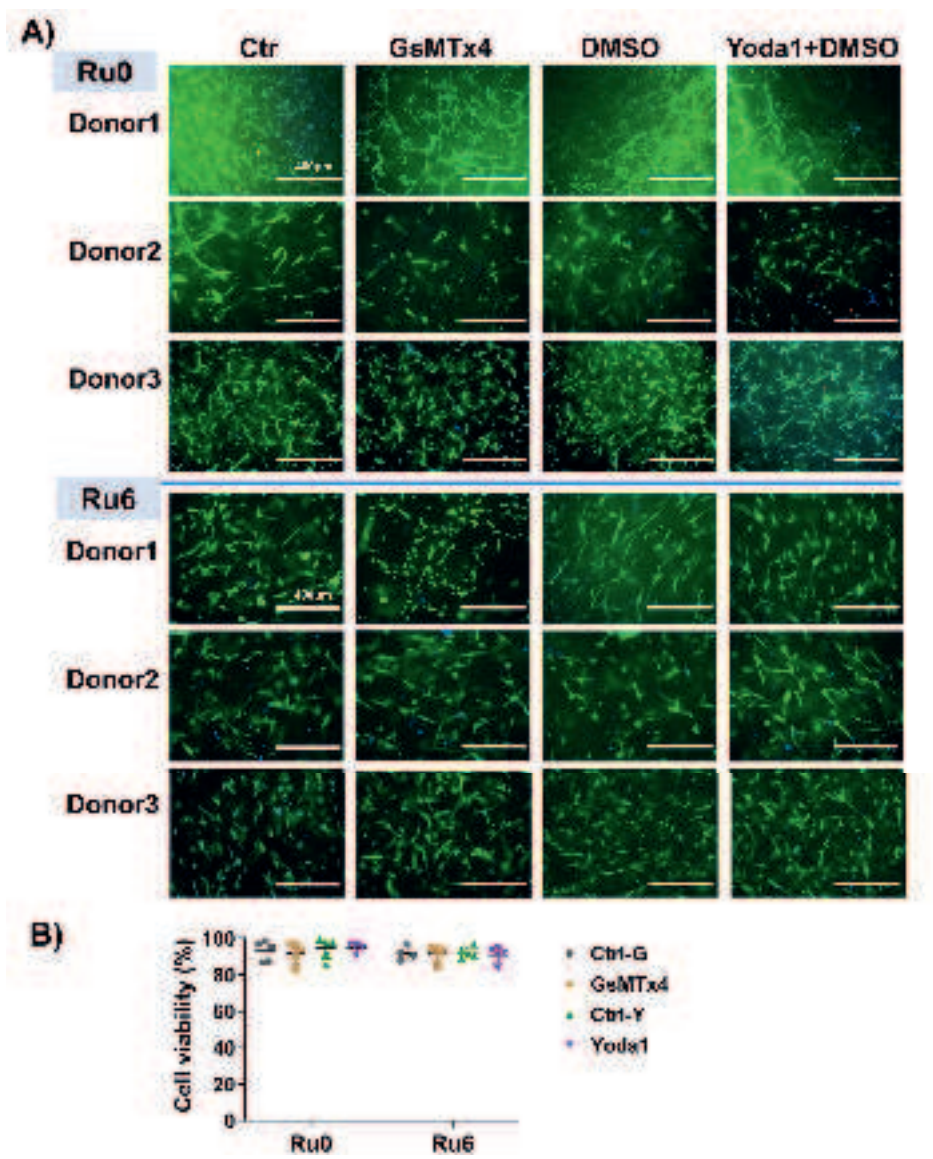 A)
Ctr GsMTx4 DMSO Yoda1+DMSO
Ru0
Donor1
Donor2
Donor3
Ru6
Donor1
Donor2
Donor3
B)
Cell viability (%)
100
80
60
40
20
0
Ru0 Ru6
Ctrl-G
GsMTx4
Ctrl-Y
Yoda1